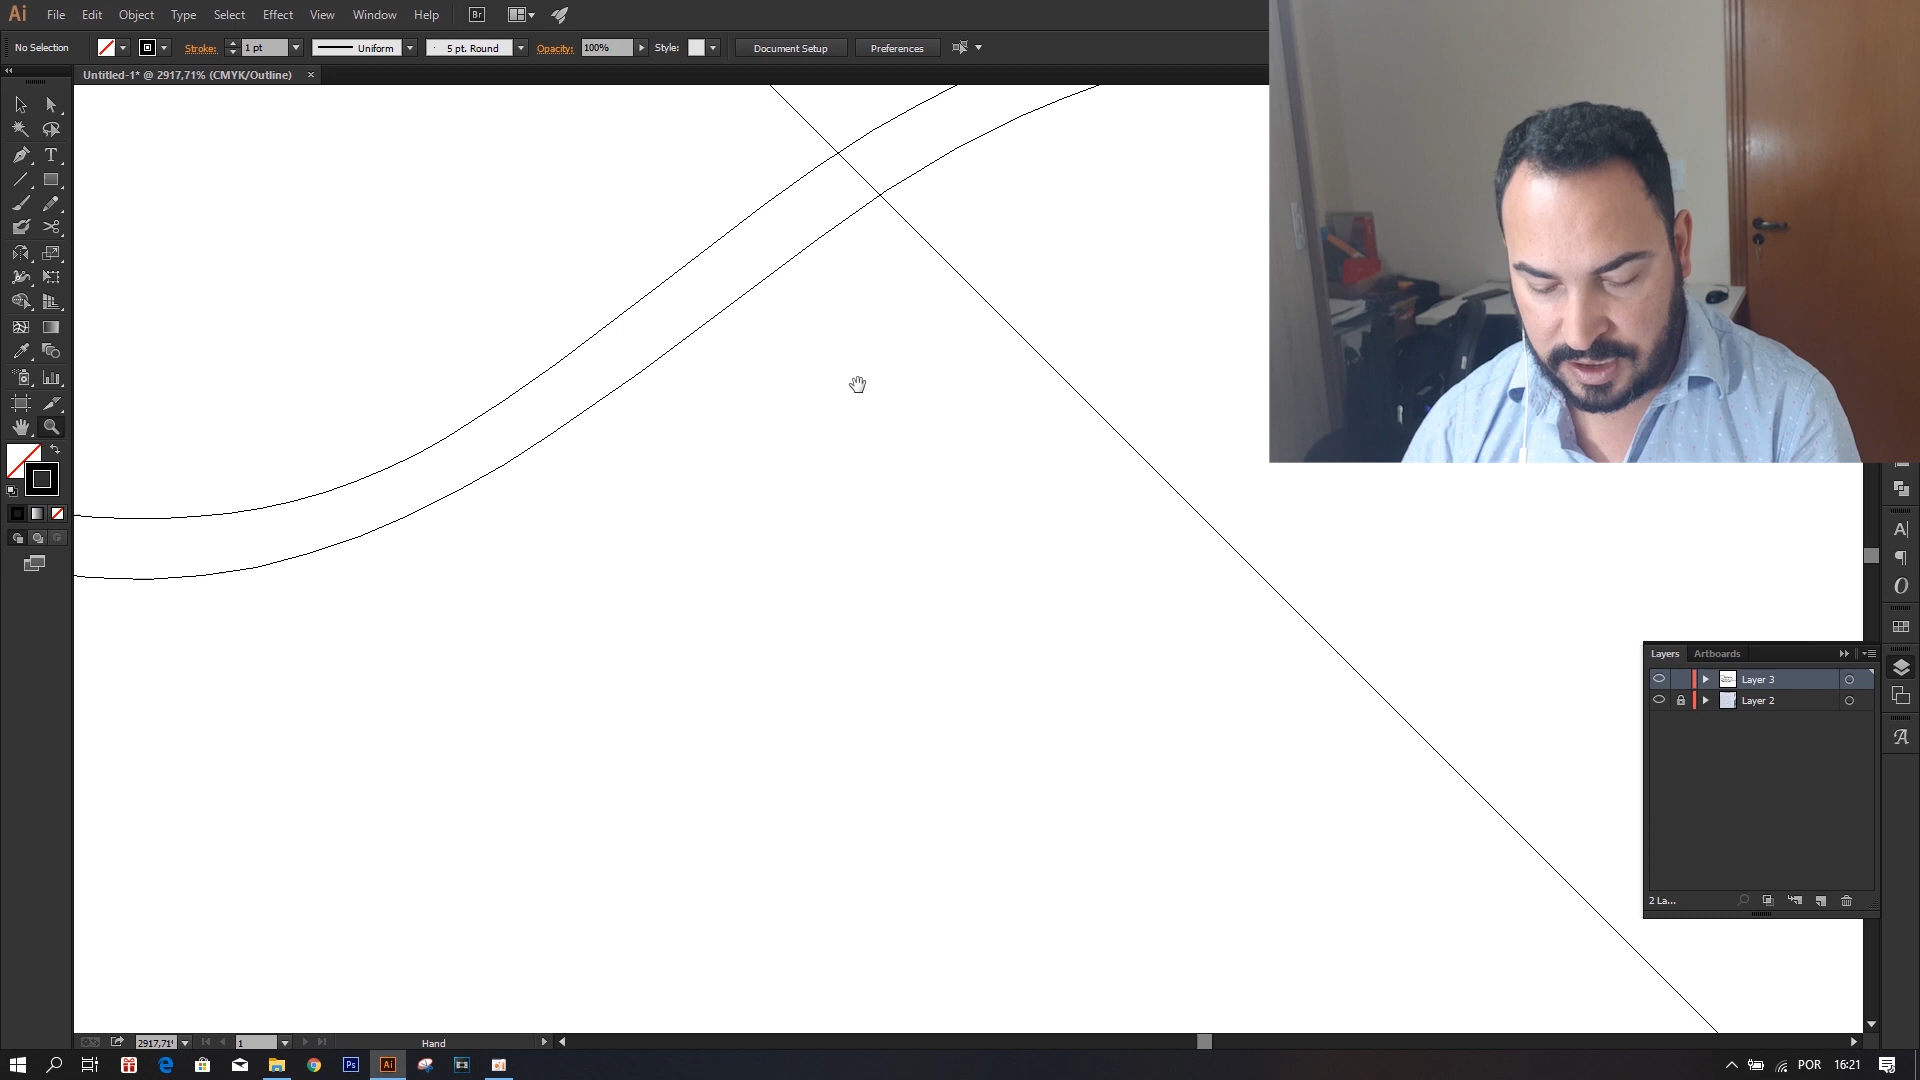 Ai File Edit Object Type Select Effect View Window Help Br
No Selection Stroke: 1 pt Uniform 5 pt. Round Opacity: 100% Style: Document Setup Preferences
Untitled-1* @ 2917,71% (CMYK/Outline) ×
Layers Artboards
Layer 3
Layer 2
2 La...
2917,71 1 Hand
Ps Ai POR 16:21